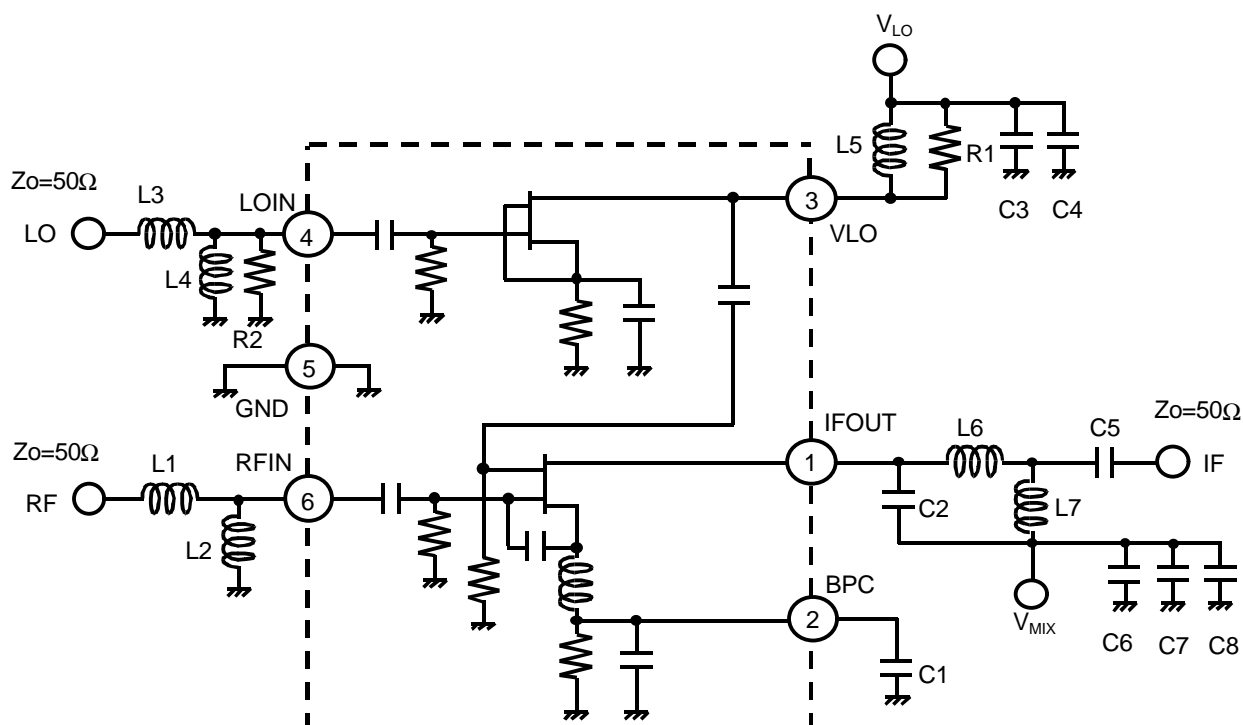 V_LO
L5
R1
C3
C4
Zo=50Ω
L3
LOIN
LO
4
3
VLO
L4
R2
5
GND
Zo=50Ω
L1
RFIN
RF
6
L2
IFOUT
1
L6
C5
Zo=50Ω
IF
C2
L7
BPC
2
V_MIX
C1
C6
C7
C8